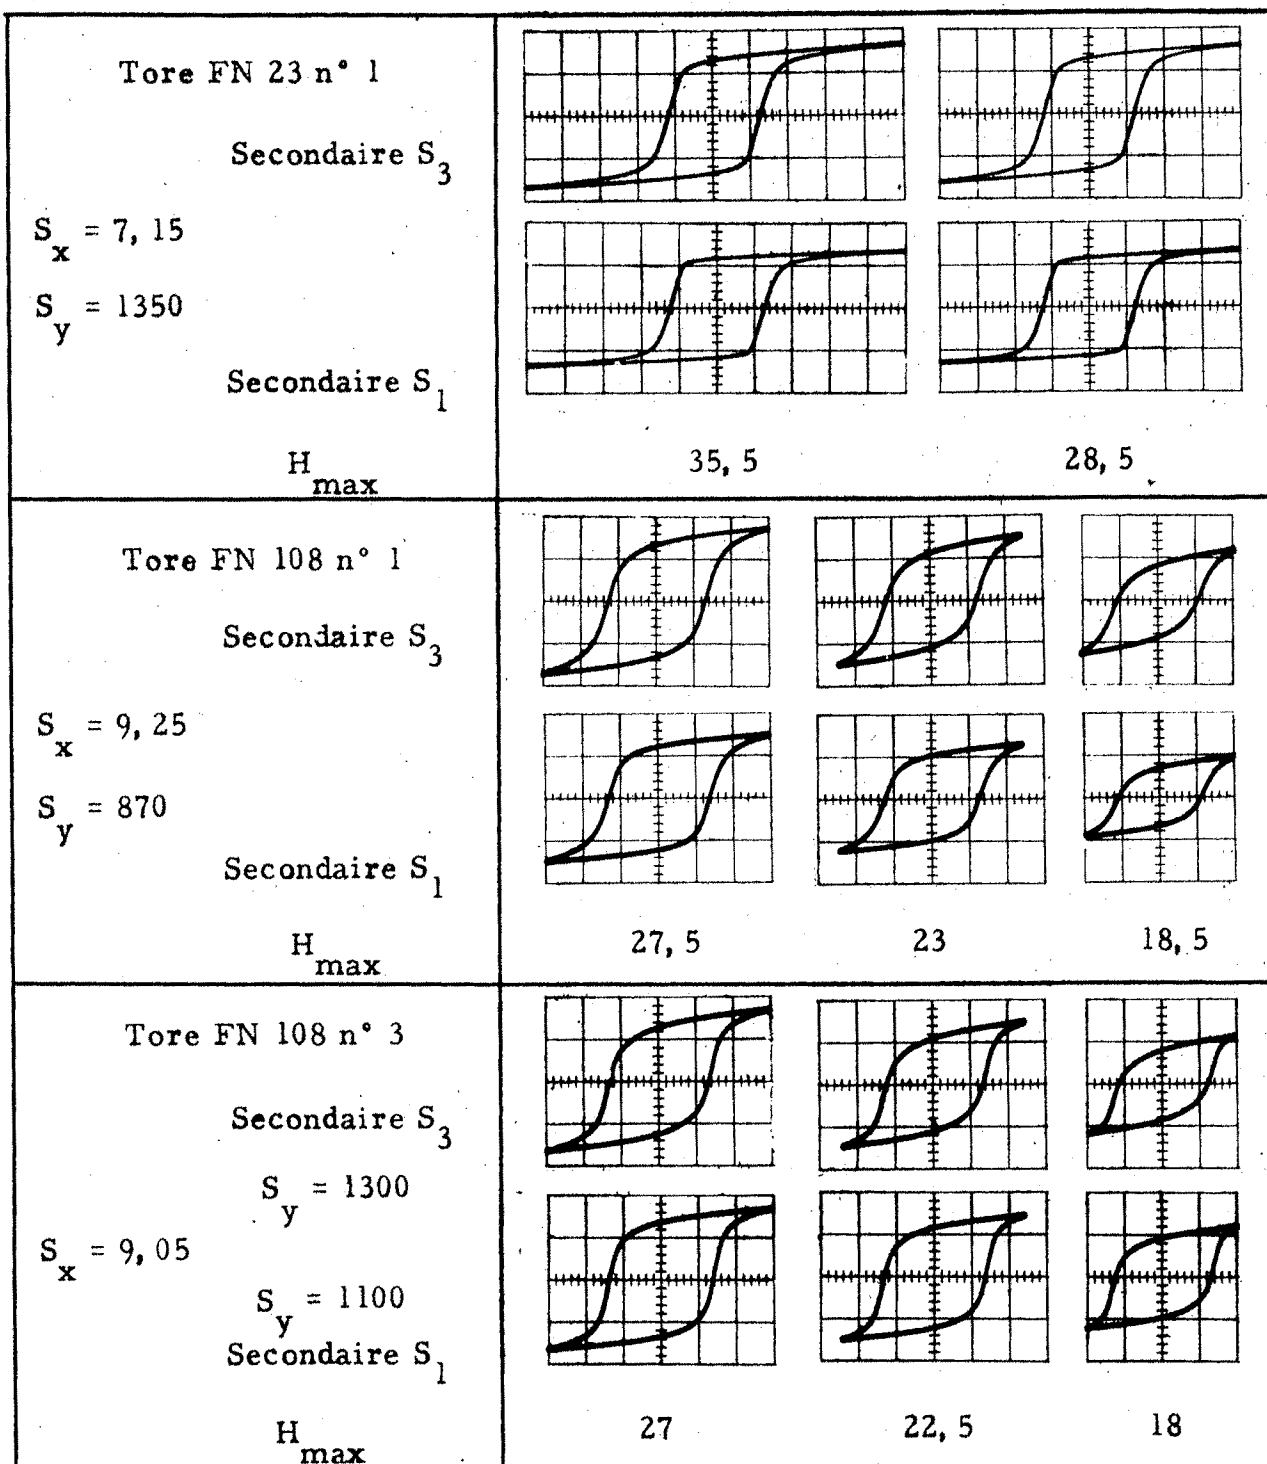 Tore FN 23 n° 1
Secondaire S3
Sx = 7, 15
Sy = 1350
Secondaire S1
Hmax 35, 5 28, 5
Tore FN 108 n° 1
Secondaire S3
Sx = 9, 25
Sy = 870
Secondaire S1
Hmax 27, 5 23 18, 5
Tore FN 108 n° 3
Secondaire S3
Sy = 1300
Sx = 9, 05
Sy = 1100
Secondaire S1
Hmax 27 22, 5 18